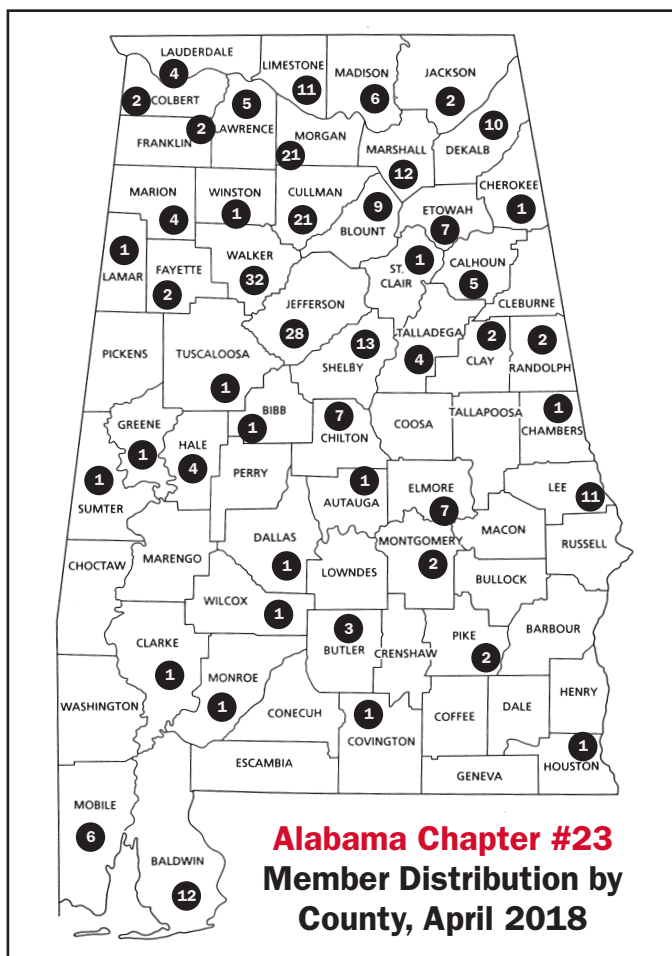 LAUDERDALE
4
LIMESTONE
11
MADISON
6
JACKSON
2
2
COLBERT
5
LAWRENCE
2
FRANKLIN
MORGAN
21
MARSHALL
12
10
DEKALB
CHEROKEE
1
MARION
4
WINSTON
1
CULLMAN
21
9
BLOUNT
ETOWAH
7
1
LAMAR
FAYETTE
2
WALKER
32
1
ST.
CLAIR
CALHOUN
5
CLEBURNE
JEFFERSON
28
PICKENS
TUSCALOOSA
1
13
SHELBY
TALLADEGA
4
2
CLAY
2
RANDOLPH
GREENE
1
HALE
4
BIBB
1
7
CHILTON
COOSA
TALLAPOOSA
1
CHAMBERS
1
SUMTER
PERRY
1
AUTAUGA
ELMORE
7
LEE
11
MACON
RUSSELL
CHOCTAW
MARENGO
DALLAS
1
LOWNDES
MONTGOMERY
2
BULLOCK
WILCOX
1
3
BUTLER
CRENSHAW
PIKE
2
BARBOUR
CLARKE
1
MONROE
1
WASHINGTON
CONECUH
1
COVINGTON
COFFEE
DALE
HENRY
1
HOUSTON
ESCAMBIA
GENEVA
MOBILE
6
BALDWIN
12
Alabama Chapter #23
Member Distribution by
County, April 2018